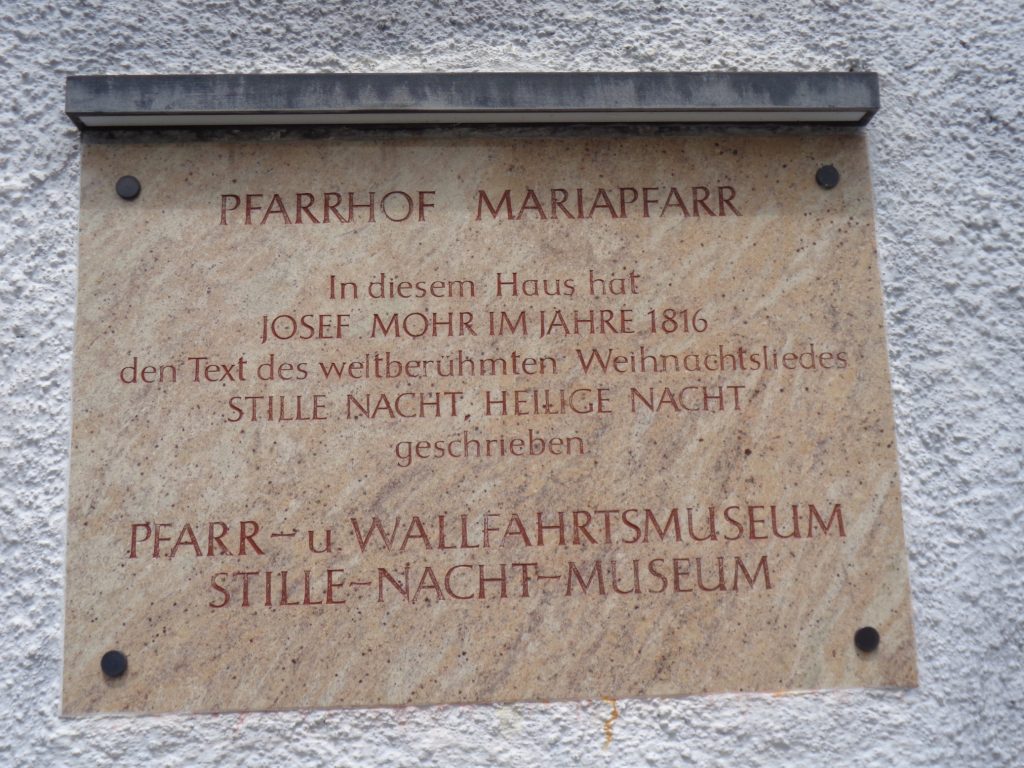 PFARRHOF MARIAPFARR
In diesem Haus hat
JOSEF MOHR IM JAHRE 1816
den Text des weltberühmten Weihnachtsliedes
STILLE NACHT, HEILIGE NACHT
geschrieben.
PFARR- u. WALLFAHRTSMUSEUM
STILLE-NACHT-MUSEUM